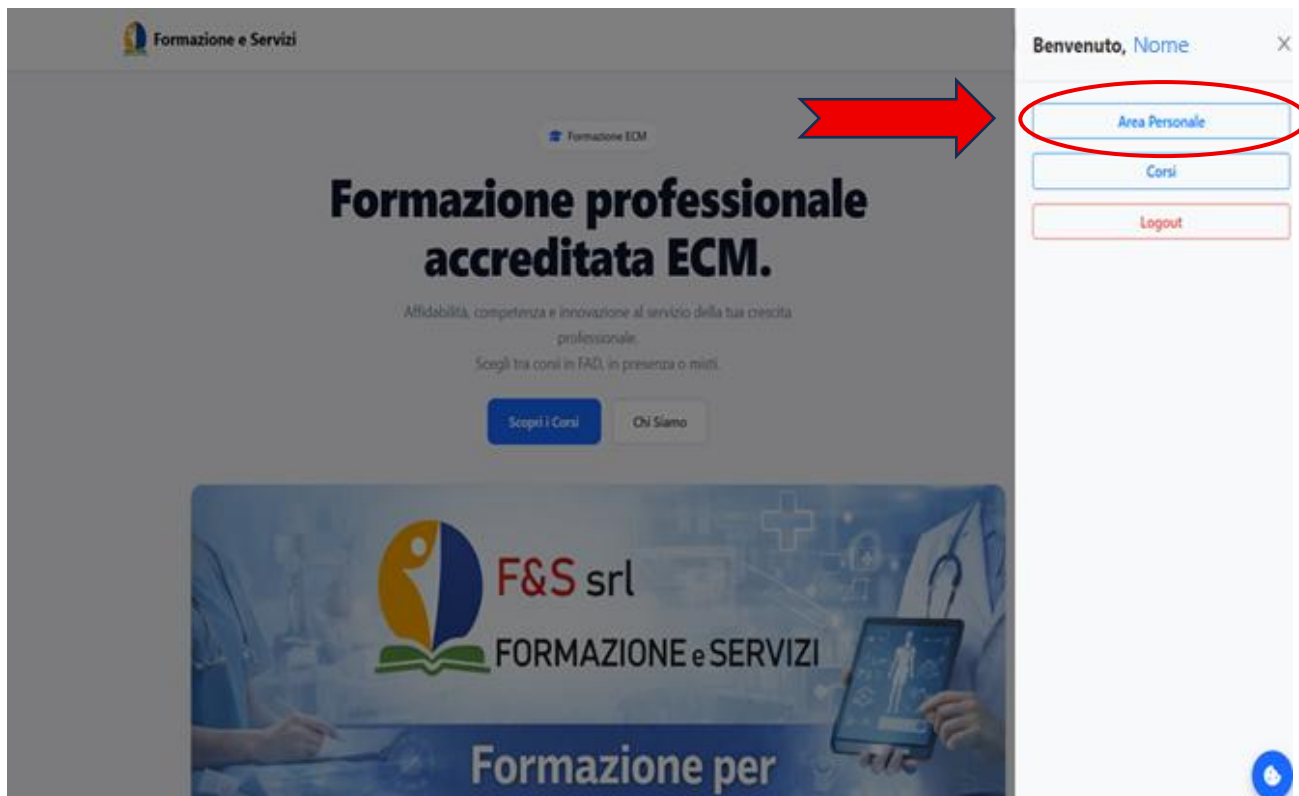 Formazione e Servizi
Benvenuto, Nome
Area Personale
Corsi
Logout
Formazione ECM
Formazione professionale
accreditata ECM.
Affidabilità, competenza e innovazione al servizio della tua crescita
professionale.
Scegli tra corsi in FAD, in presenza o misti.
Scopri i Corsi
Chi Siamo
F&S srl
FORMAZIONE e SERVIZI
Formazione per